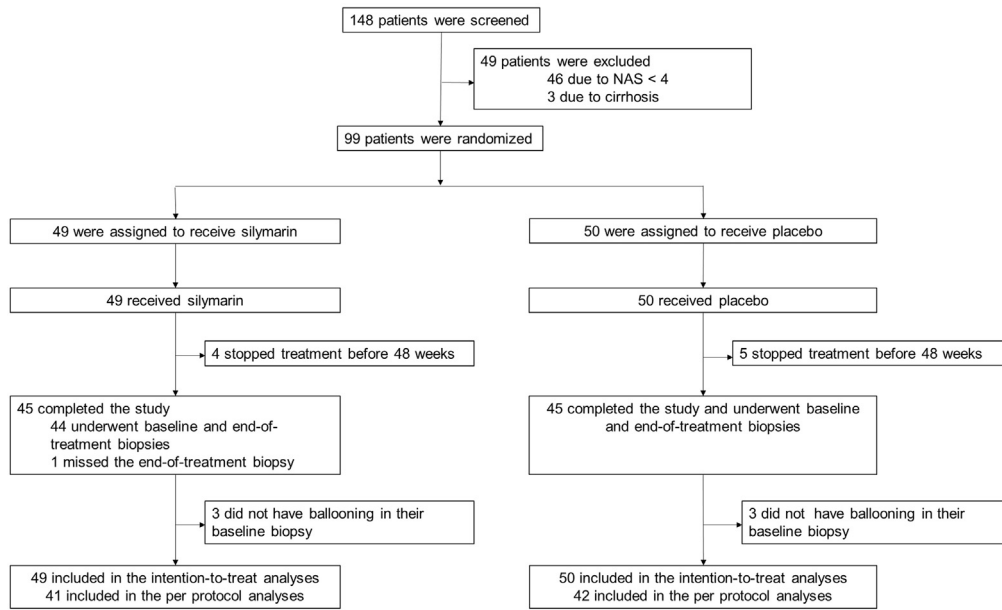 148 patients were screened
49 patients were excluded
46 due to NAS < 4
3 due to cirrhosis
99 patients were randomized
49 were assigned to receive silymarin
50 were assigned to receive placebo
49 received silymarin
50 received placebo
4 stopped treatment before 48 weeks
5 stopped treatment before 48 weeks
45 completed the study
44 underwent baseline and end-of-
treatment biopsies
1 missed the end-of-treatment biopsy
45 completed the study and underwent baseline
and end-of-treatment biopsies
3 did not have ballooning in their
baseline biopsy
3 did not have ballooning in their
baseline biopsy
49 included in the intention-to-treat analyses
41 included in the per protocol analyses
50 included in the intention-to-treat analyses
42 included in the per protocol analyses